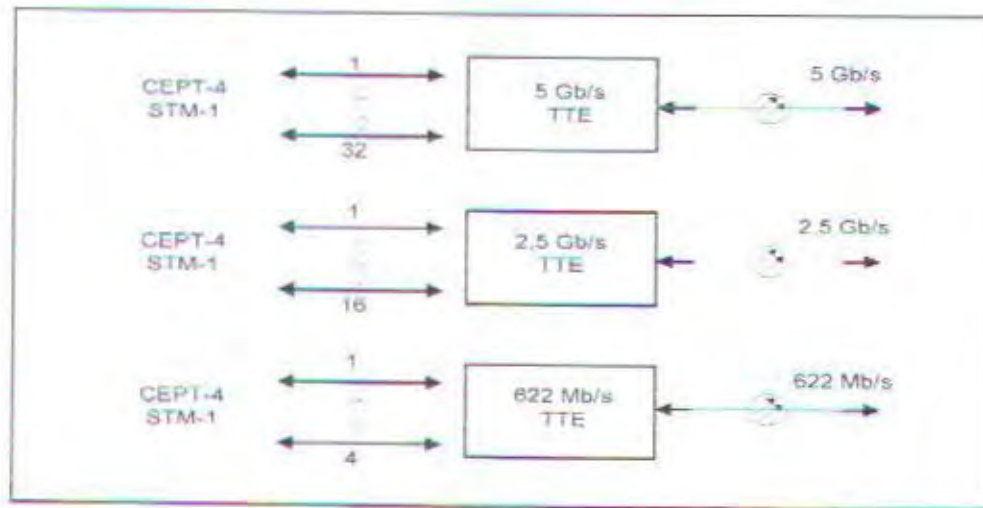 CEPT-4
STM-1
1
32
5 Gb/s
TTE
5 Gb/s
CEPT-4
STM-1
1
16
2,5 Gb/s
TTE
2.5 Gb/s
CEPT-4
STM-1
1
4
622 Mb/s
TTE
622 Mb/s